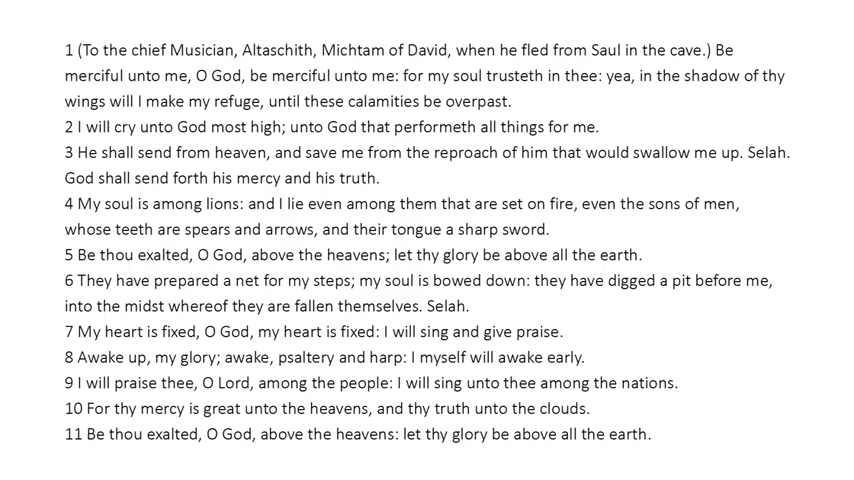 1 (To the chief Musician, Altaschith, Michtam of David, when he fled from Saul in the cave.) Be
merciful unto me, O God, be merciful unto me: for my soul trusteth in thee: yea, in the shadow of thy
wings will I make my refuge, until these calamities be overpast.
2 I will cry unto God most high; unto God that performeth all things for me.
3 He shall send from heaven, and save me from the reproach of him that would swallow me up. Selah.
God shall send forth his mercy and his truth.
4 My soul is among lions: and I lie even among them that are set on fire, even the sons of men,
whose teeth are spears and arrows, and their tongue a sharp sword.
5 Be thou exalted, O God, above the heavens; let thy glory be above all the earth.
6 They have prepared a net for my steps; my soul is bowed down: they have digged a pit before me,
into the midst whereof they are fallen themselves. Selah.
7 My heart is fixed, O God, my heart is fixed: I will sing and give praise.
8 Awake up, my glory; awake, psaltery and harp: I myself will awake early.
9 I will praise thee, O Lord, among the people: I will sing unto thee among the nations.
10 For thy mercy is great unto the heavens, and thy truth unto the clouds.
11 Be thou exalted, O God, above the heavens: let thy glory be above all the earth.